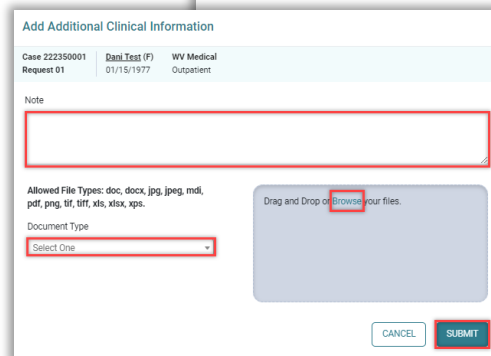 Add Additional Clinical Information
Case 222350001 Dani Test (F) WV Medical
Request 01 01/15/1977 Outpatient
Note
Allowed File Types: doc, docx, jpg, jpeg, mdi,
pdf, png, tif, tiff, xls, xlsx, xps.
Drag and Drop or Browse your files.
Document Type
Select One
CANCEL SUBMIT